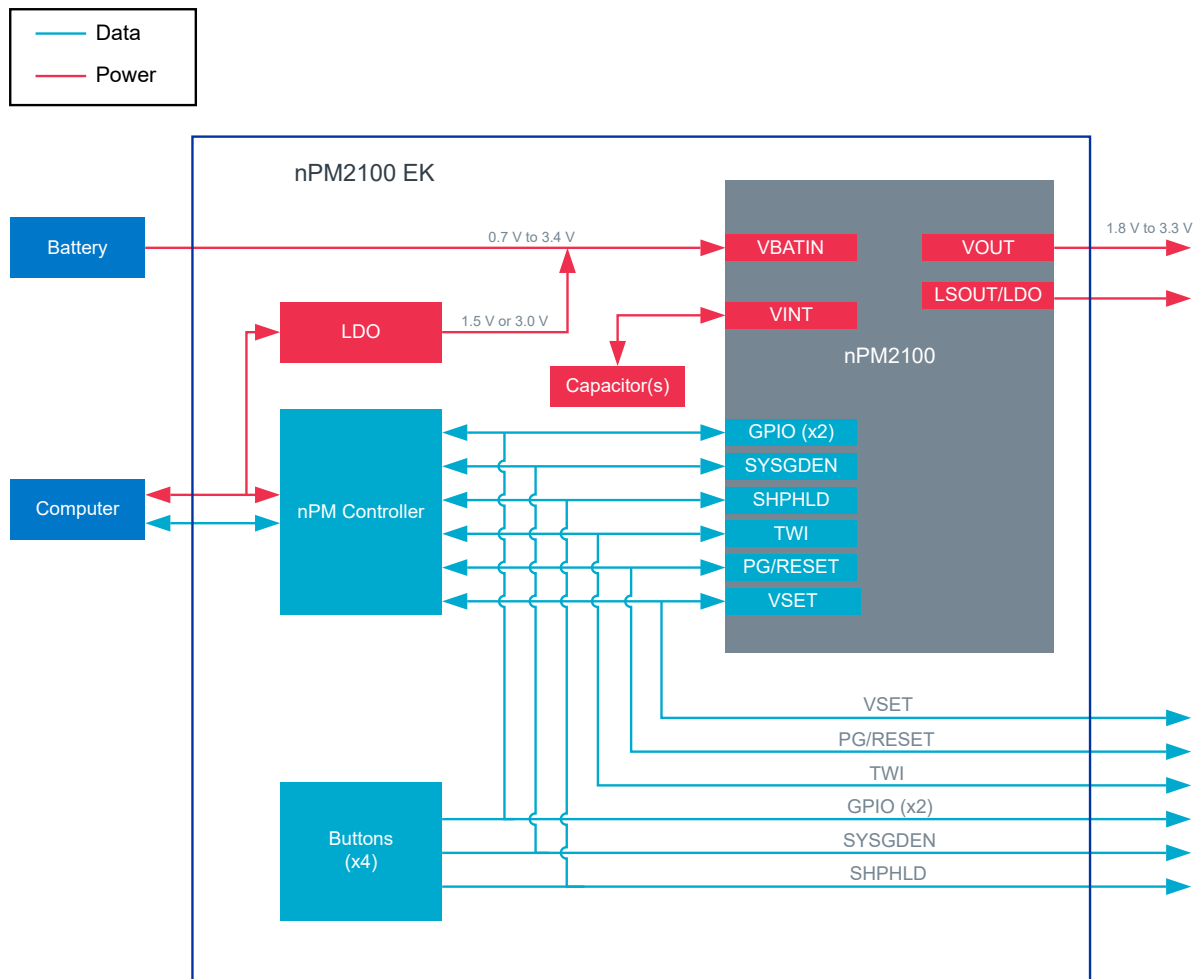 Data
Power
nPM2100 EK
Battery
0.7 V to 3.4 V
VBATIN
VOUT
1.8 V to 3.3 V
LSOUT/LDO
LDO
1.5 V or 3.0 V
VINT
nPM2100
Capacitor(s)
GPIO (x2)
SYSGDEN
SHPHLD
TWI
PG/RESET
VSET
Computer
nPM Controller
VSET
PG/RESET
TWI
GPIO (x2)
SYSGDEN
SHPHLD
Buttons
(x4)